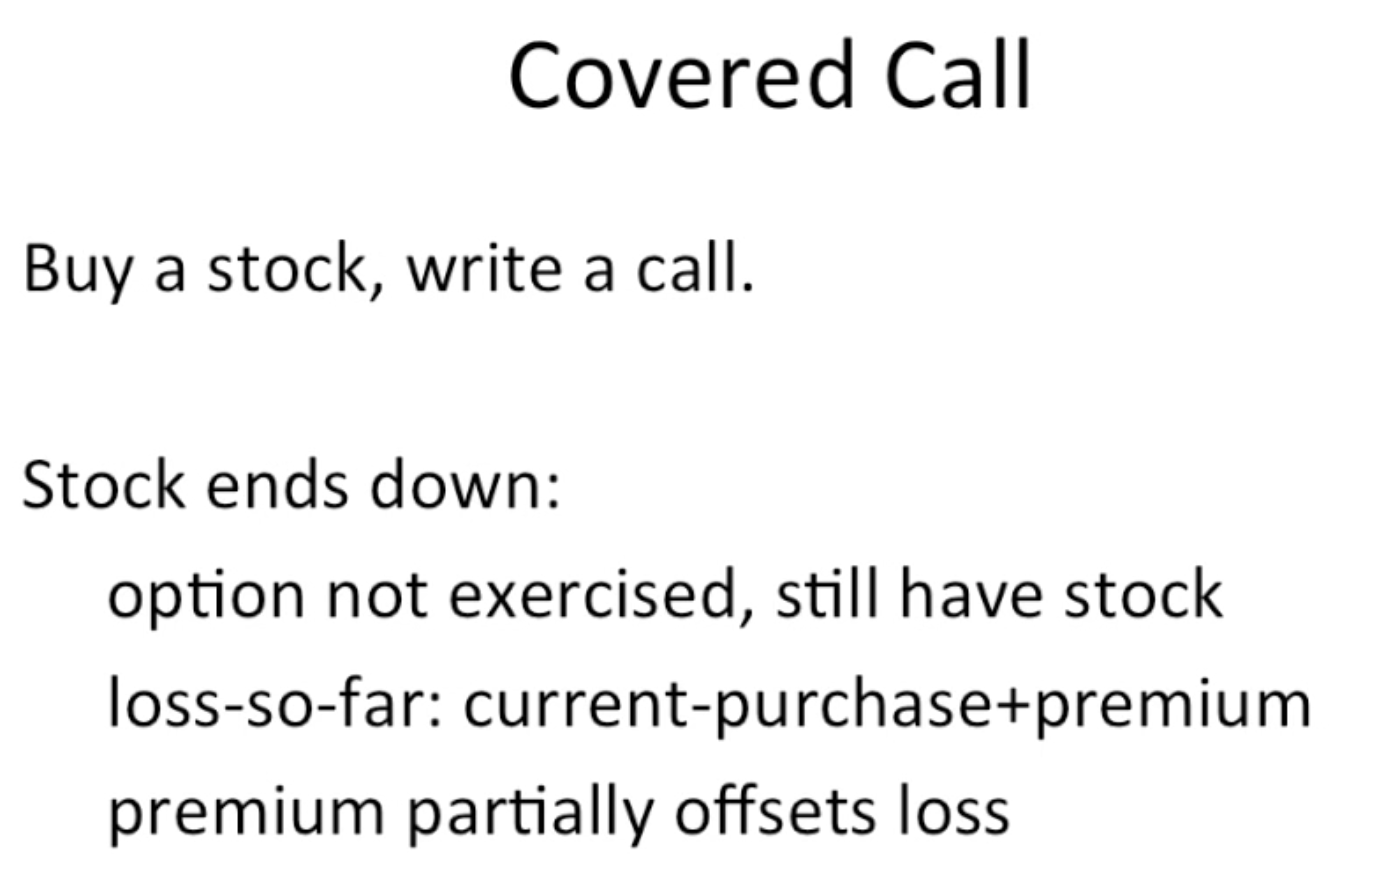 Covered Call
Buy a stock, write a call.
Stock ends down:
option not exercised, still have stock
loss-so-far: current-purchase+premium
premium partially offsets loss